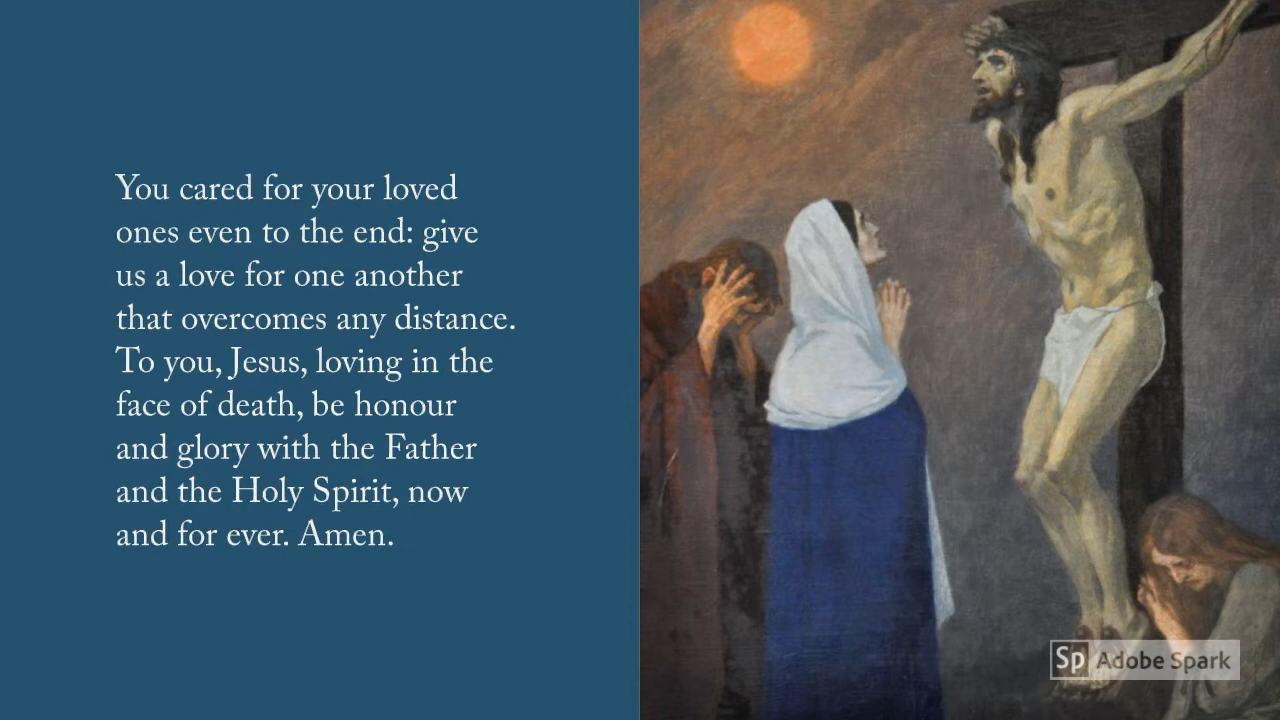 You cared for your loved
ones even to the end: give
us a love for one another
that overcomes any distance.
To you, Jesus, loving in the
face of death, be honour
and glory with the Father
and the Holy Spirit, now
and for ever. Amen.
Sp Adobe Spark